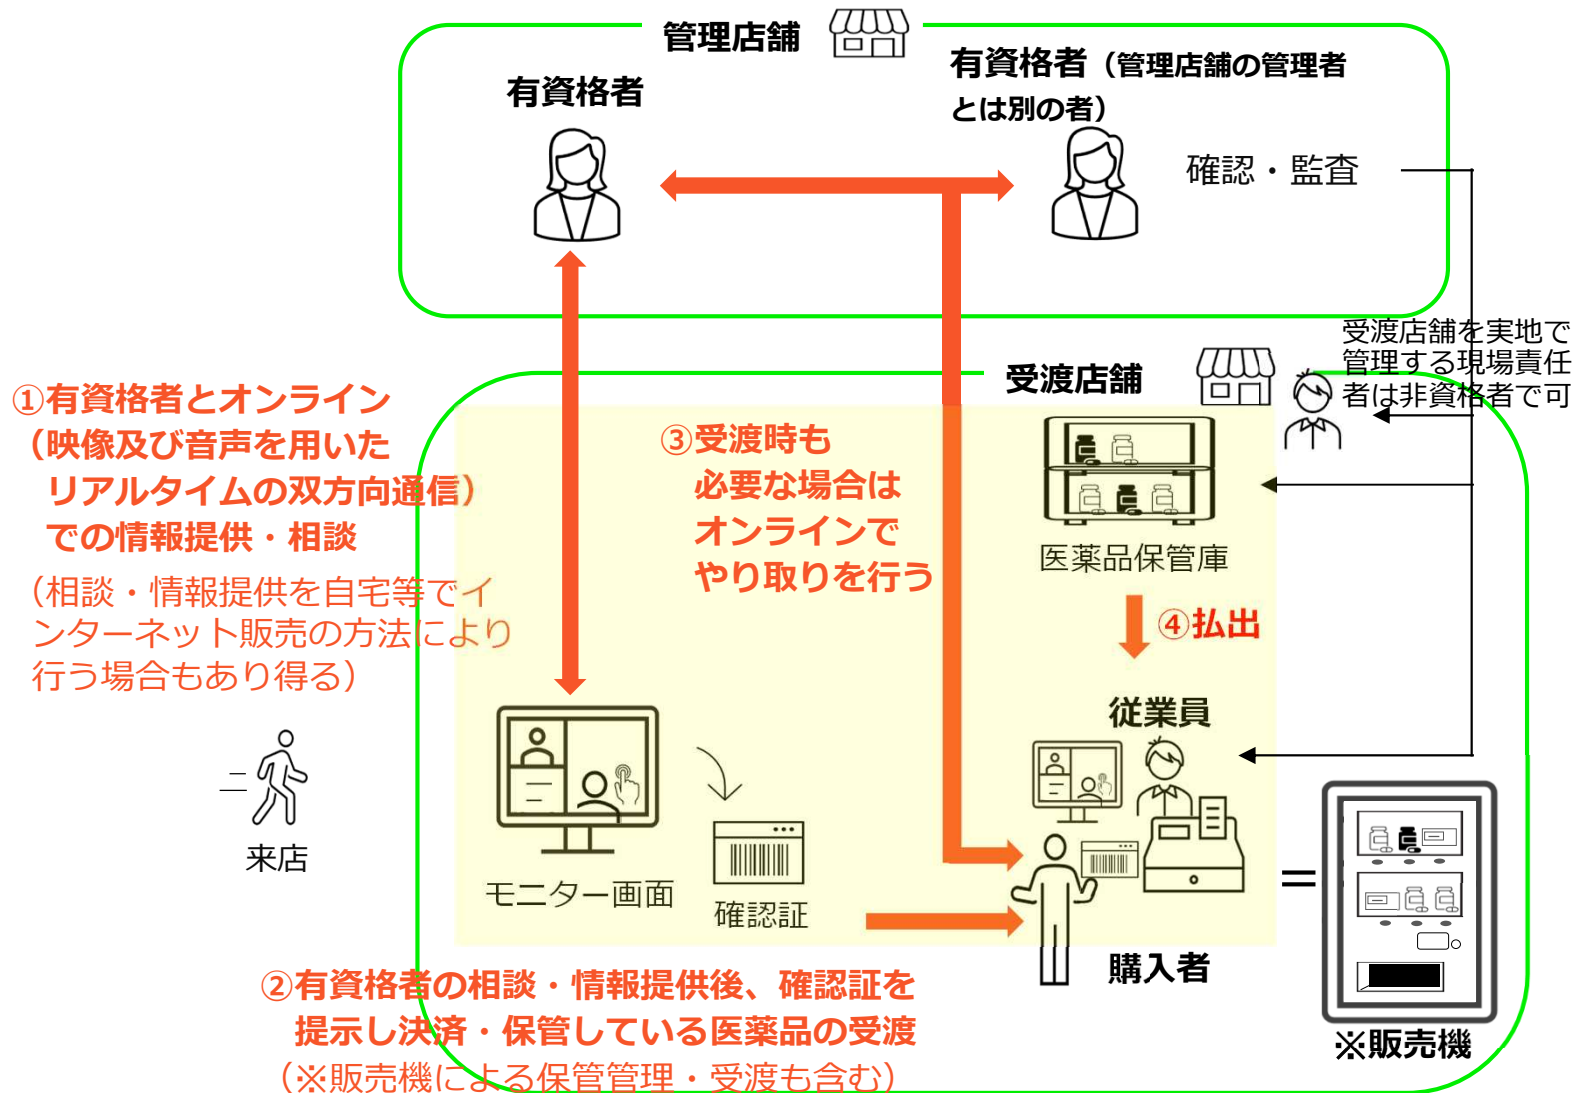 管理店舗
有資格者
有資格者（管理店舗の管理者
とは別の者）
確認・監査
受渡店舗を実地で
管理する現場責任
者は非資格者で可
受渡店舗
①有資格者とオンライン
（映像及び音声を用いた
リアルタイムの双方向通信）
での情報提供・相談
（相談・情報提供を自宅等でイ
ンターネット販売の方法により
行う場合もあり得る）
③受渡時も
必要な場合は
オンラインで
やり取りを行う
医薬品保管庫
④払出
従業員
来店
モニター画面
確認証
＝
購入者
②有資格者の相談・情報提供後、確認証を
提示し決済・保管している医薬品の受渡
（※販売機による保管管理・受渡も含む）
※販売機